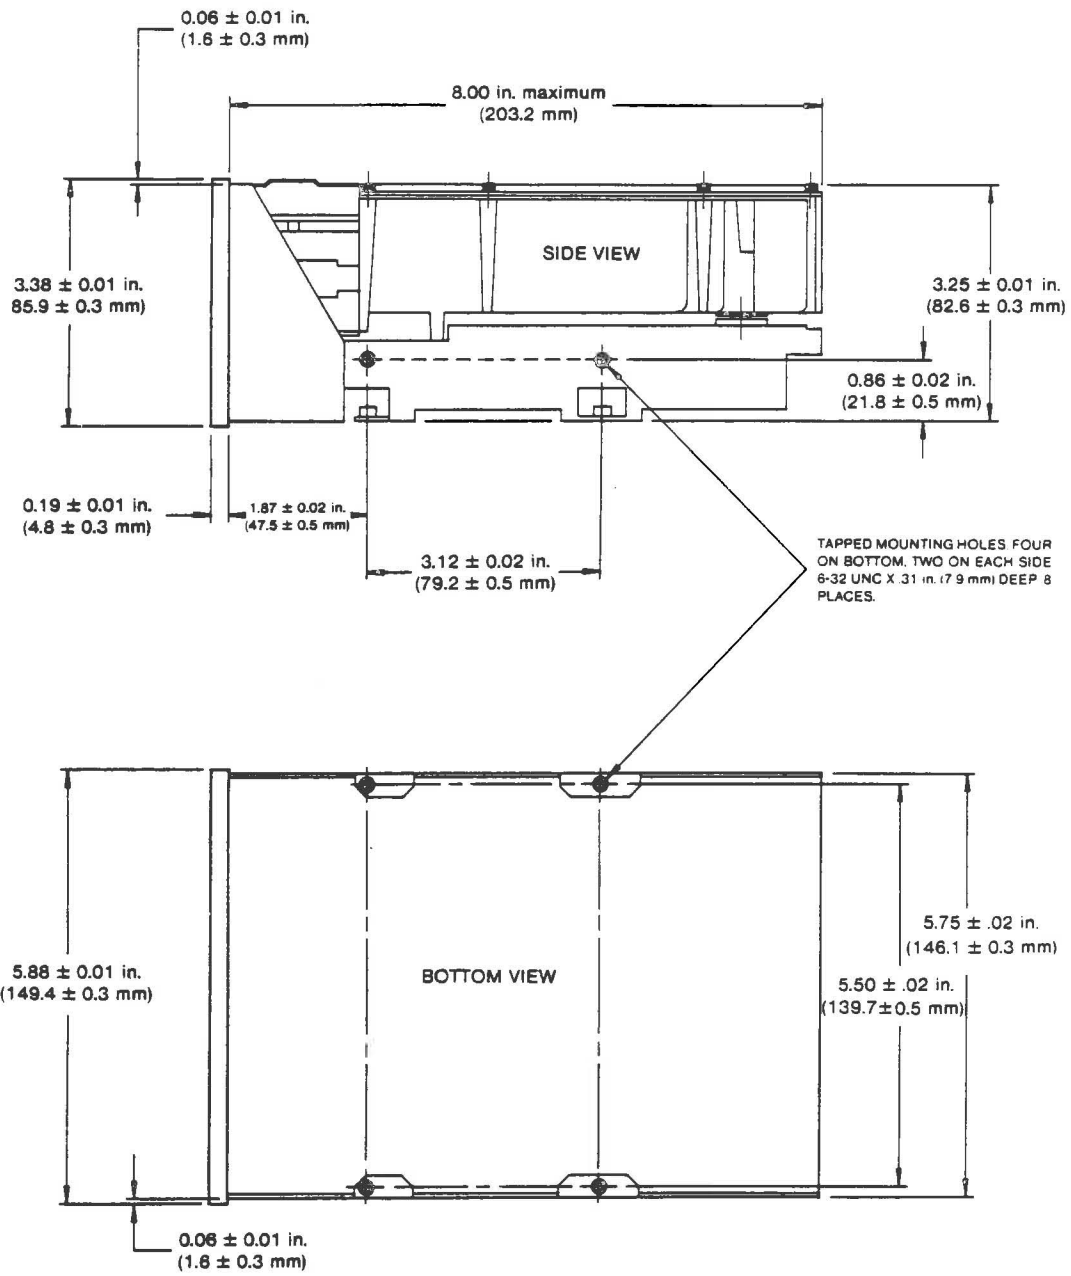 0.06 ± 0.01 in.
(1.6 ± 0.3 mm)
8.00 in. maximum
(203.2 mm)
SIDE VIEW
3.38 ± 0.01 in.
85.9 ± 0.3 mm)
3.25 ± 0.01 in.
(82.6 ± 0.3 mm)
0.86 ± 0.02 in.
(21.8 ± 0.5 mm)
0.19 ± 0.01 in.
(4.8 ± 0.3 mm)
1.87 ± 0.02 in.
(47.5 ± 0.5 mm)
3.12 ± 0.02 in.
(79.2 ± 0.5 mm)
TAPPED MOUNTING HOLES FOUR
ON BOTTOM, TWO ON EACH SIDE
6-32 UNC X .31 in. (7.9 mm) DEEP 8
PLACES.
5.88 ± 0.01 in.
(149.4 ± 0.3 mm)
BOTTOM VIEW
5.75 ± .02 in.
(146.1 ± 0.3 mm)
5.50 ± .02 in.
(139.7±0.5 mm)
0.06 ± 0.01 in.
(1.6 ± 0.3 mm)